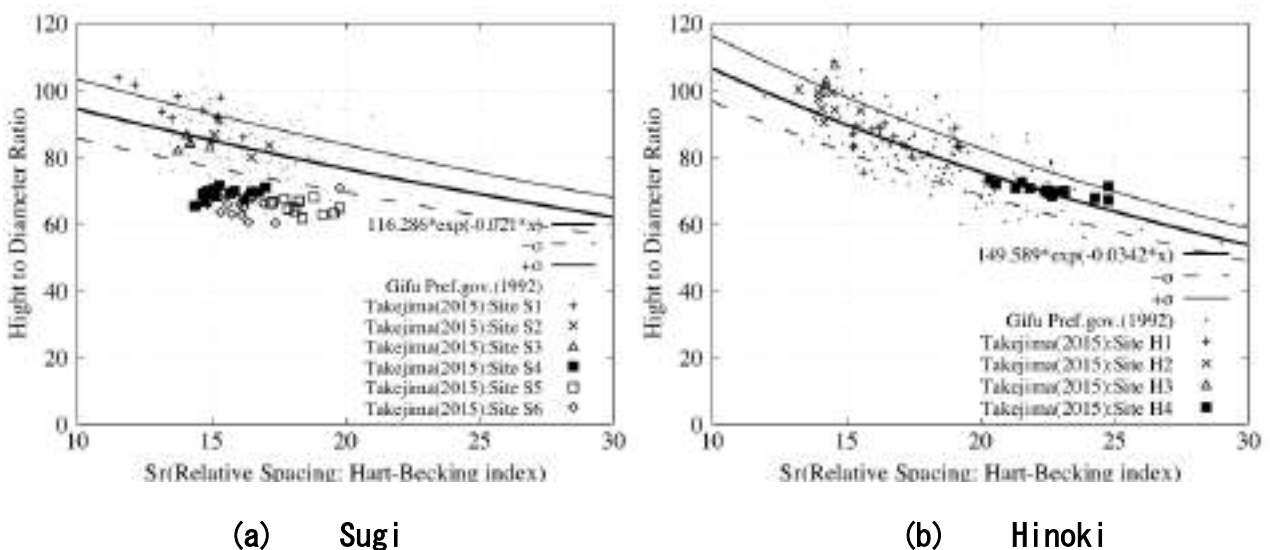 120
100
80
60
40
20
0
Hight to Diameter Ratio
116.286*exp(-0.021*x)
-σ
+σ
Gifu Pref.gov.(1992)
Takejima(2015):Site S1
Takejima(2015):Site S2
Takejima(2015):Site S3
Takejima(2015):Site S4
Takejima(2015):Site S5
Takejima(2015):Site S6
10 15 20 25 30
Sr(Relative Spacing: Hart-Becking index)
(a) Sugi
120
100
80
60
40
20
0
Hight to Diameter Ratio
149.589*exp(-0.0342*x)
-σ
+σ
Gifu Pref.gov.(1992)
Takejima(2015):Site H1
Takejima(2015):Site H2
Takejima(2015):Site H3
Takejima(2015):Site H4
10 15 20 25 30
Sr(Relative Spacing: Hart-Becking index)
(b) Hinoki